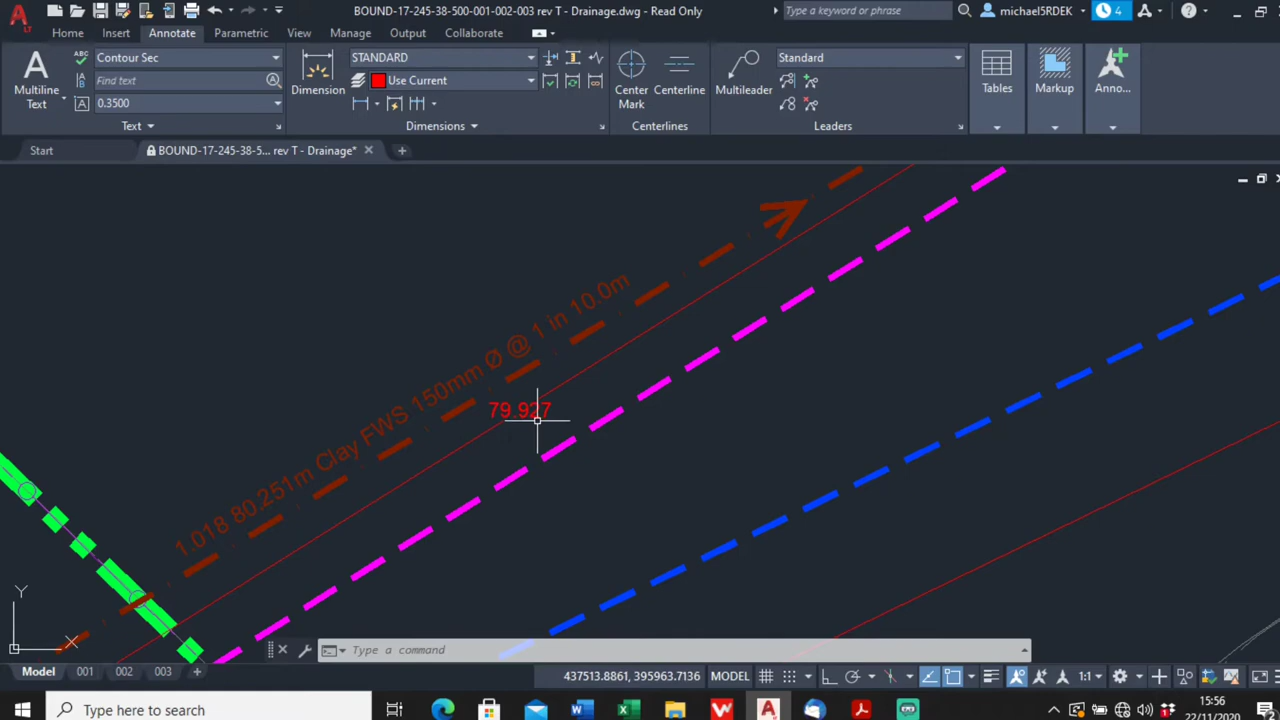 BOUND-17-245-38-500-001-002-003 rev T - Drainage.dwg - Read Only
Type a keyword or phrase
michael5RDEK
4
LT
Home
Insert
Annotate
Parametric
View
Manage
Output
Collaborate
Multiline
Text
Contour Sec
Find text
0.3500
Text
Dimension
STANDARD
Use Current
Dimensions
Center
Mark
Centerline
Centerlines
Multileader
Standard
Leaders
Tables
Markup
Anno...
Start
BOUND-17-245-38-5... rev T - Drainage*
1.018 80.251m Clay FWS 150mm Ø @ 1 in 10.0m
79.927
Y
X
Type a command
Model
001
002
003
437513.8861, 395963.7136
MODEL
1:1
Type here to search
15:56
22/11/2020